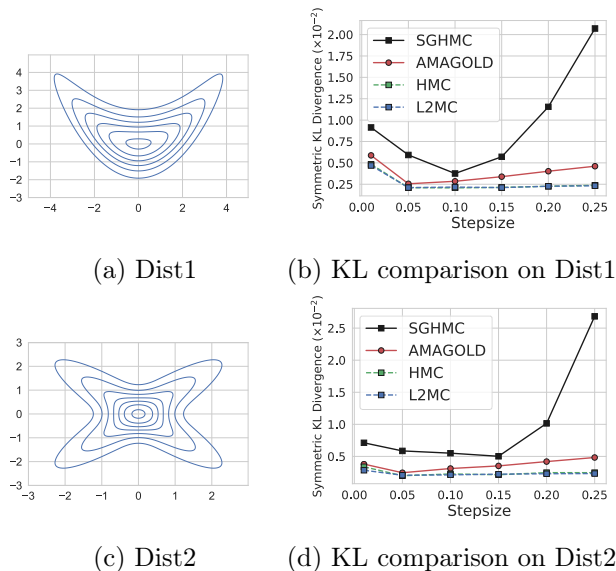 4
3
2
1
0
−1
−2
−3
−4 −2 0 2 4
(a) Dist1
Symmetric KL Divergence (×10⁻²)
2.00
1.75
1.50
1.25
1.00
0.75
0.50
0.25
SGHMC
AMAGOLD
HMC
L2MC
0.00 0.05 0.10 0.15 0.20 0.25
Stepsize
(b) KL comparison on Dist1
3
2
1
0
−1
−2
−3
−3 −2 −1 0 1 2 3
(c) Dist2
Symmetric KL Divergence (×10⁻²)
2.5
2.0
1.5
1.0
0.5
SGHMC
AMAGOLD
HMC
L2MC
0.00 0.05 0.10 0.15 0.20 0.25
Stepsize
(d) KL comparison on Dist2